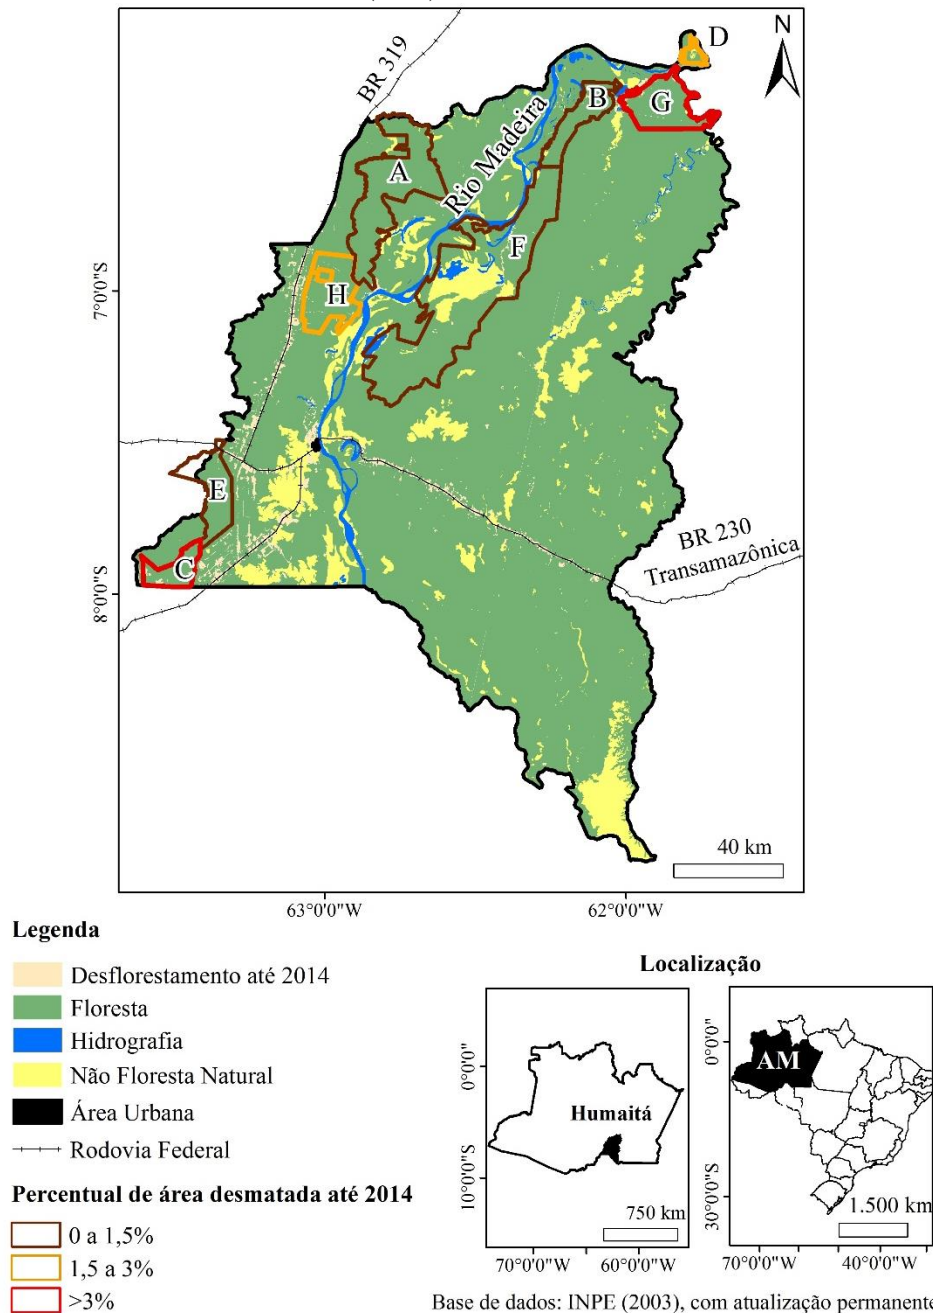 N
D
BR 319
B
G
Rio Madeira
A
F
7°0'0"S
H
E
BR 230
Transamazônica
C
8°0'0"S
40 km
63°0'0"W
62°0'0"W
Legenda
Desflorestamento até 2014
Floresta
Hidrografia
Não Floresta Natural
Área Urbana
Rodovia Federal
Percentual de área desmatada até 2014
0 a 1,5%
1,5 a 3%
>3%
Localização
0°0'0"
Humaitá
10°0'0"S
750 km
70°0'0"W
60°0'0"W
0°0'0"
AM
30°0'0"S
1.500 km
70°0'0"W
40°0'0"W
Base de dados: INPE (2003), com atualização permanente